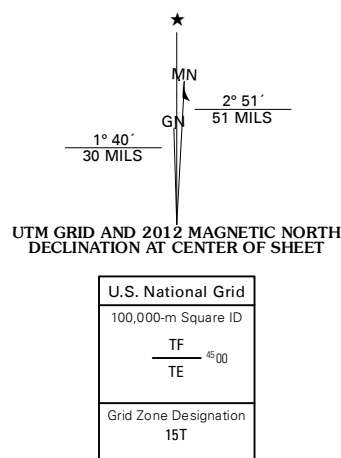 ★
MN
2° 51´
51 MILS
GN
1° 40´
30 MILS
UTM GRID AND 2012 MAGNETIC NORTH
DECLINATION AT CENTER OF SHEET
U.S. National Grid
100,000-m Square ID
TF
4500
TE
Grid Zone Designation
15T